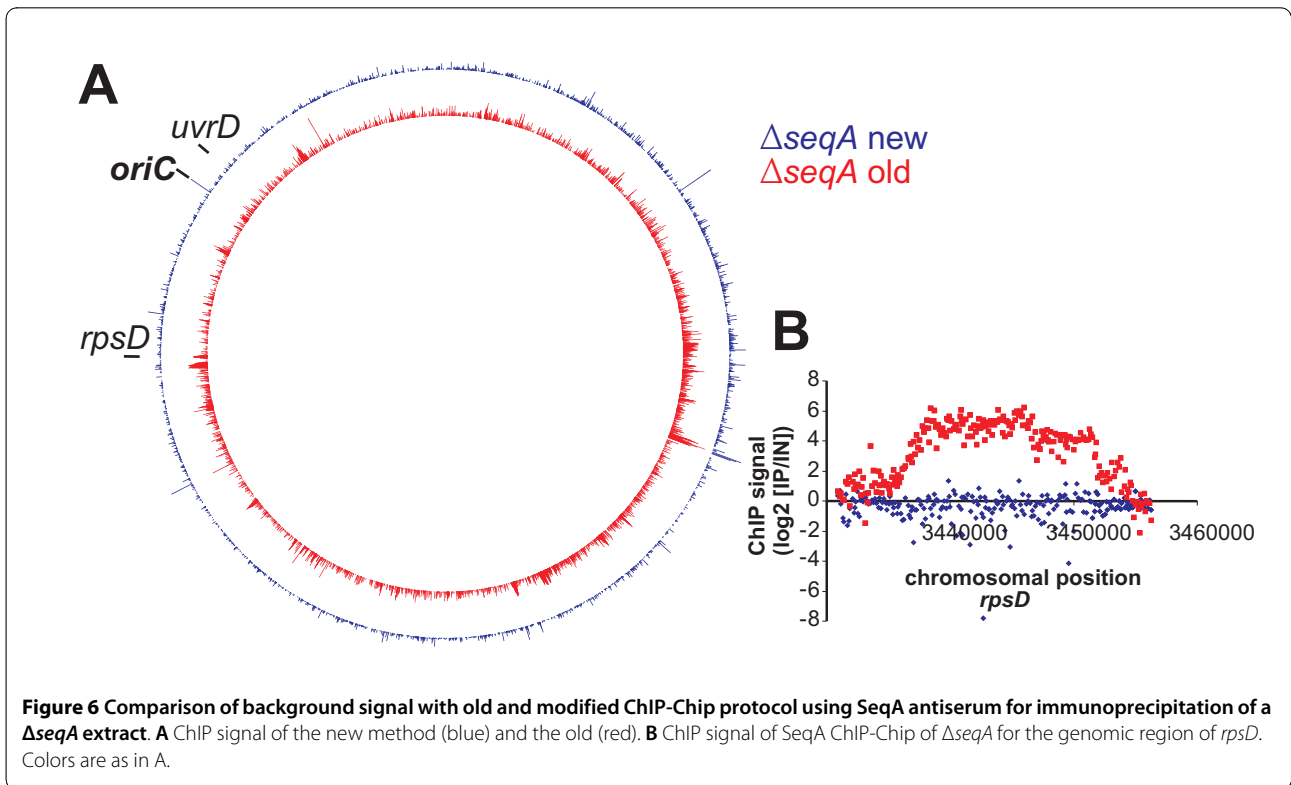 A
uvrD
oriC
rpsD
ΔseqA new
ΔseqA old
B
ChIP signal
(log2 [IP/IN])
8
6
4
2
0
-2
-4
-6
-8
3440000
3450000
3460000
chromosomal position
rpsD
Figure 6 Comparison of background signal with old and modified ChIP-Chip protocol using SeqA antiserum for immunoprecipitation of a
ΔseqA extract. A ChIP signal of the new method (blue) and the old (red). B ChIP signal of SeqA ChIP-Chip of ΔseqA for the genomic region of rpsD.
Colors are as in A.